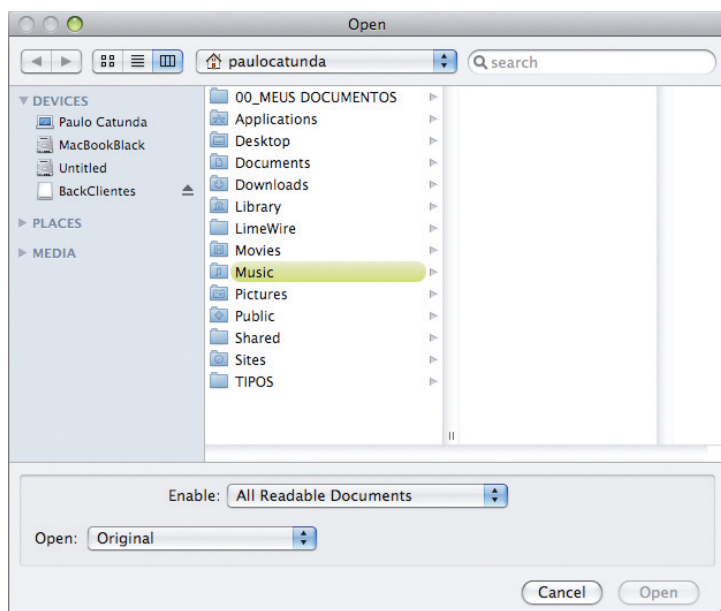 Open
paulocatunda
search
DEVICES
Paulo Catunda
MacBookBlack
Untitled
BackClientes
PLACES
MEDIA
00_MEUS DOCUMENTOS
Applications
Desktop
Documents
Downloads
Library
LimeWire
Movies
Music
Pictures
Public
Shared
Sites
TIPOS
Enable: All Readable Documents
Open: Original
Cancel Open